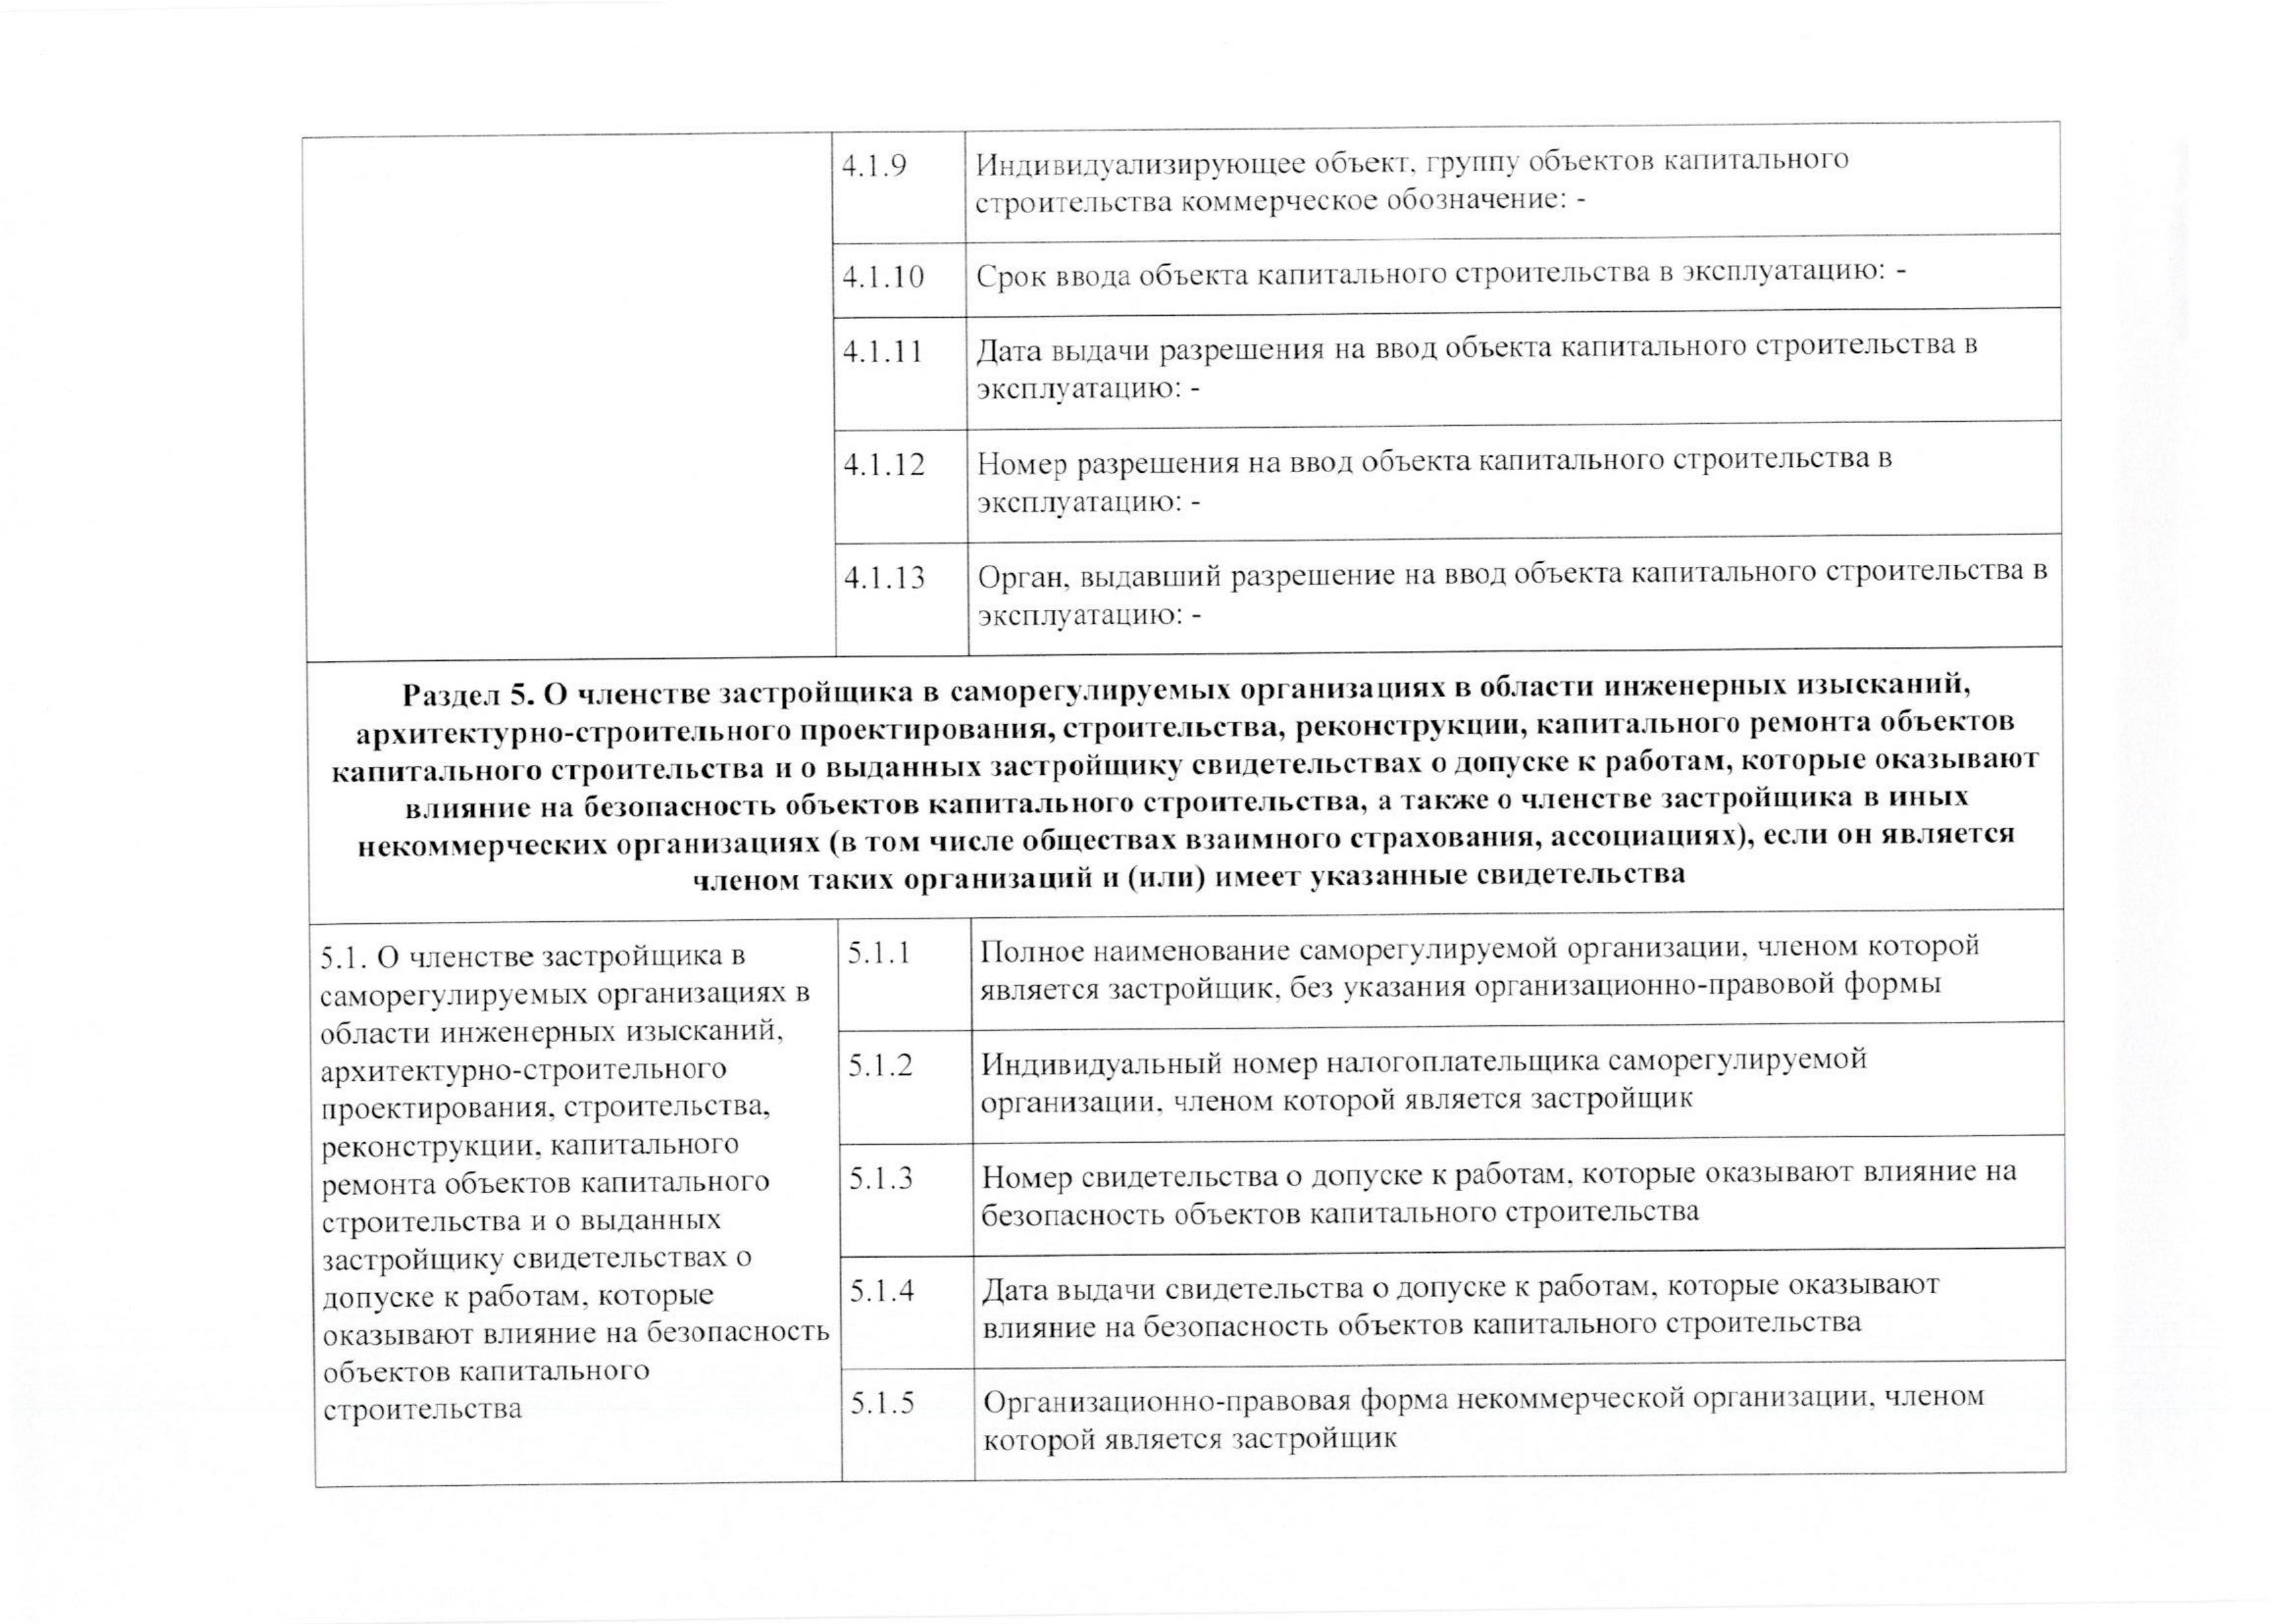 4.1.9 Индивидуализирующее объект, группу объектов капитального
строительства коммерческое обозначение: -
4.1.10 Срок ввода объекта капитального строительства в эксплуатацию: -
4.1.11 Дата выдачи разрешения на ввод объекта капитального строительства в
эксплуатацию: -
4.1.12 Номер разрешения на ввод объекта капитального строительства в
эксплуатацию: -
4.1.13 Орган, выдавший разрешение на ввод объекта капитального строительства в
эксплуатацию: -
Раздел 5. О членстве застройщика в саморегулируемых организациях в области инженерных изысканий,
архитектурно-строительного проектирования, строительства, реконструкции, капитального ремонта объектов
капитального строительства и о выданных застройщику свидетельствах о допуске к работам, которые оказывают
влияние на безопасность объектов капитального строительства, а также о членстве застройщика в иных
некоммерческих организациях (в том числе обществах взаимного страхования, ассоциациях), если он является
членом таких организаций и (или) имеет указанные свидетельства
5.1. О членстве застройщика в
саморегулируемых организациях в
области инженерных изысканий,
архитектурно-строительного
проектирования, строительства,
реконструкции, капитального
ремонта объектов капитального
строительства и о выданных
застройщику свидетельствах о
допуске к работам, которые
оказывают влияние на безопасность
объектов капитального
строительства
5.1.1 Полное наименование саморегулируемой организации, членом которой
является застройщик, без указания организационно-правовой формы
5.1.2 Индивидуальный номер налогоплательщика саморегулируемой
организации, членом которой является застройщик
5.1.3 Номер свидетельства о допуске к работам, которые оказывают влияние на
безопасность объектов капитального строительства
5.1.4 Дата выдачи свидетельства о допуске к работам, которые оказывают
влияние на безопасность объектов капитального строительства
5.1.5 Организационно-правовая форма некоммерческой организации, членом
которой является застройщик